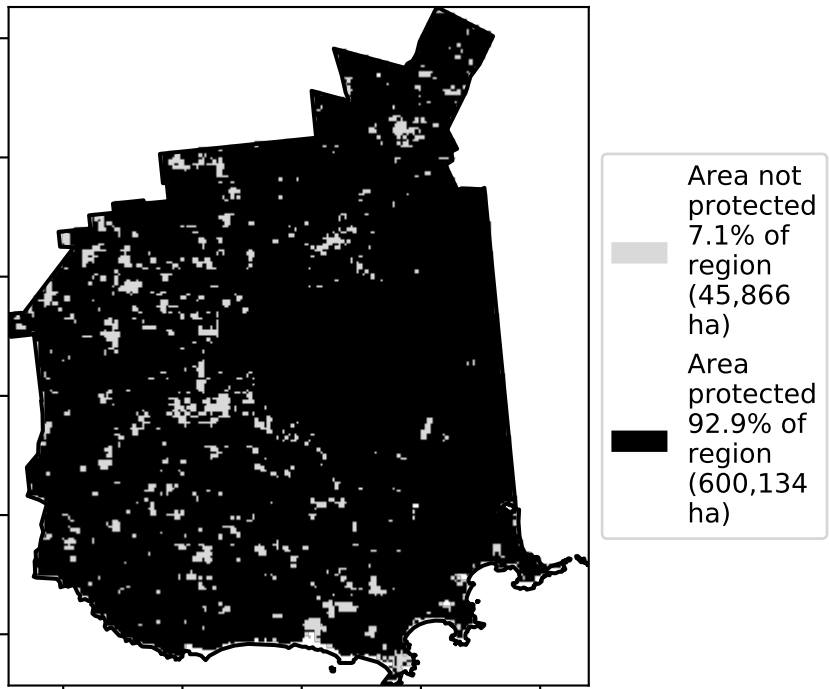 Area not
protected
7.1% of
region
(45,866
ha)
Area
protected
92.9% of
region
(600,134
ha)